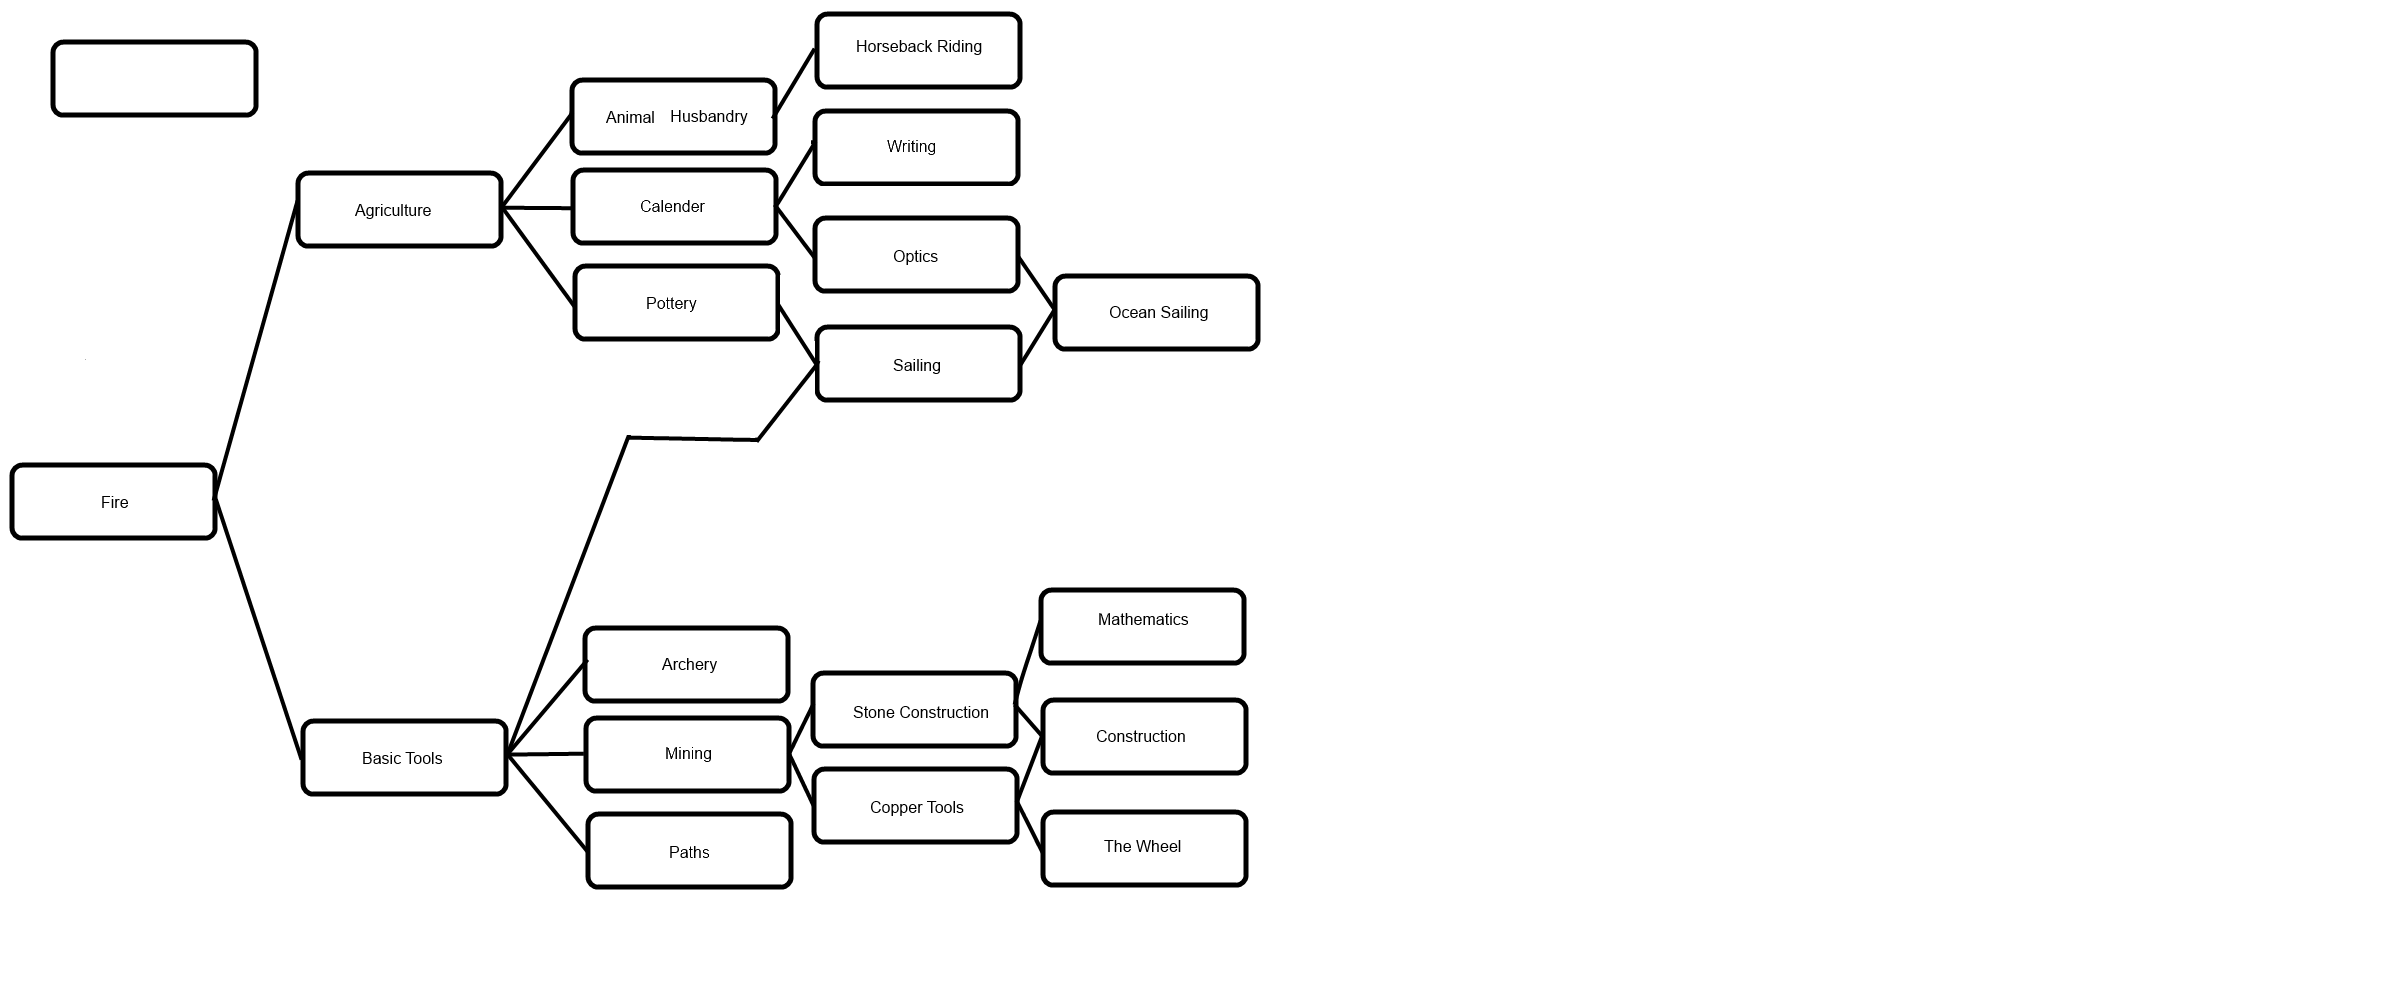 Horseback Riding
Animal Husbandry
Writing
Agriculture
Calender
Optics
Pottery
Ocean Sailing
Sailing
Fire
Mathematics
Archery
Stone Construction
Construction
Basic Tools
Mining
Copper Tools
The Wheel
Paths